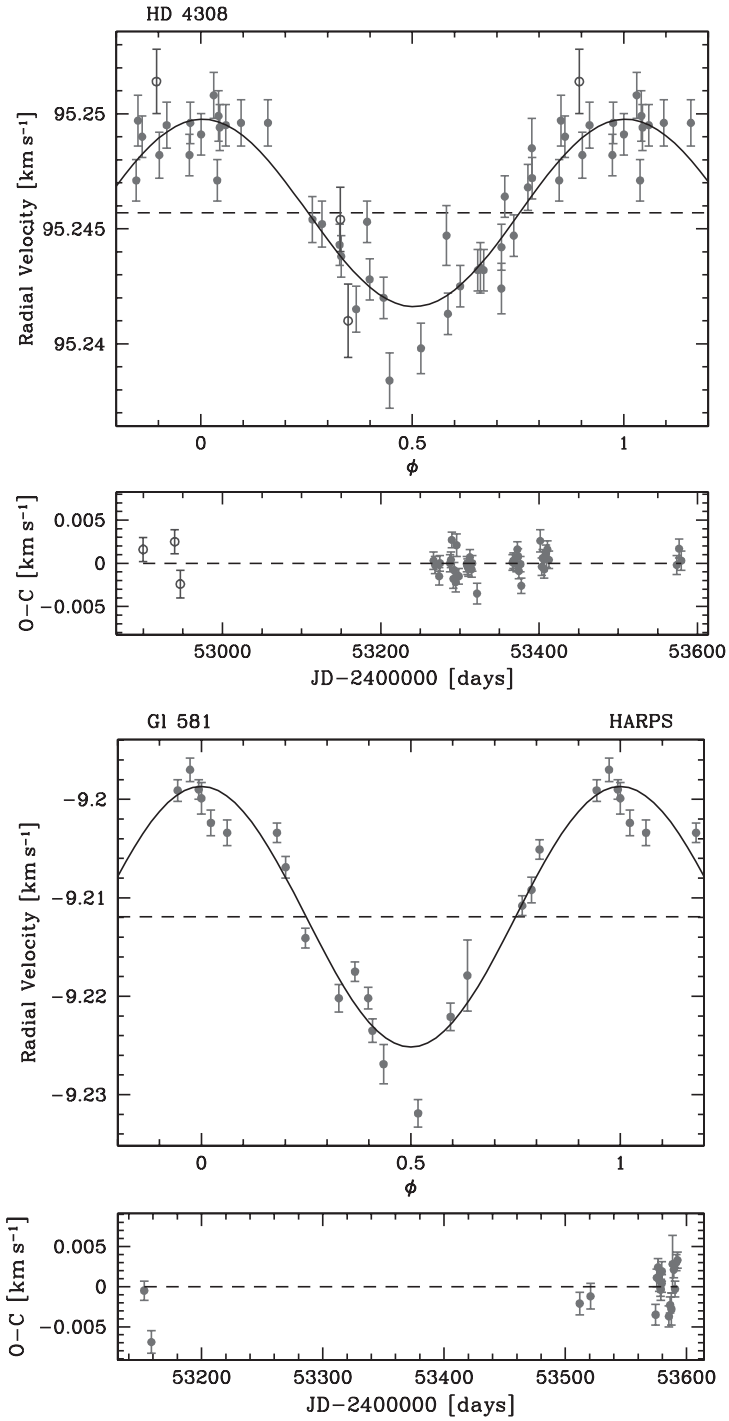 HD 4308
Radial Velocity [km s⁻¹]
95.25
95.245
95.24
0 0.5 1
ϕ
O−C [km s⁻¹]
0.005
0
−0.005
53000 53200 53400 53600
JD−2400000 [days]
Gl 581 HARPS
Radial Velocity [km s⁻¹]
−9.2
−9.21
−9.22
−9.23
0 0.5 1
ϕ
O−C [km s⁻¹]
0.005
0
−0.005
53200 53300 53400 53500 53600
JD−2400000 [days]